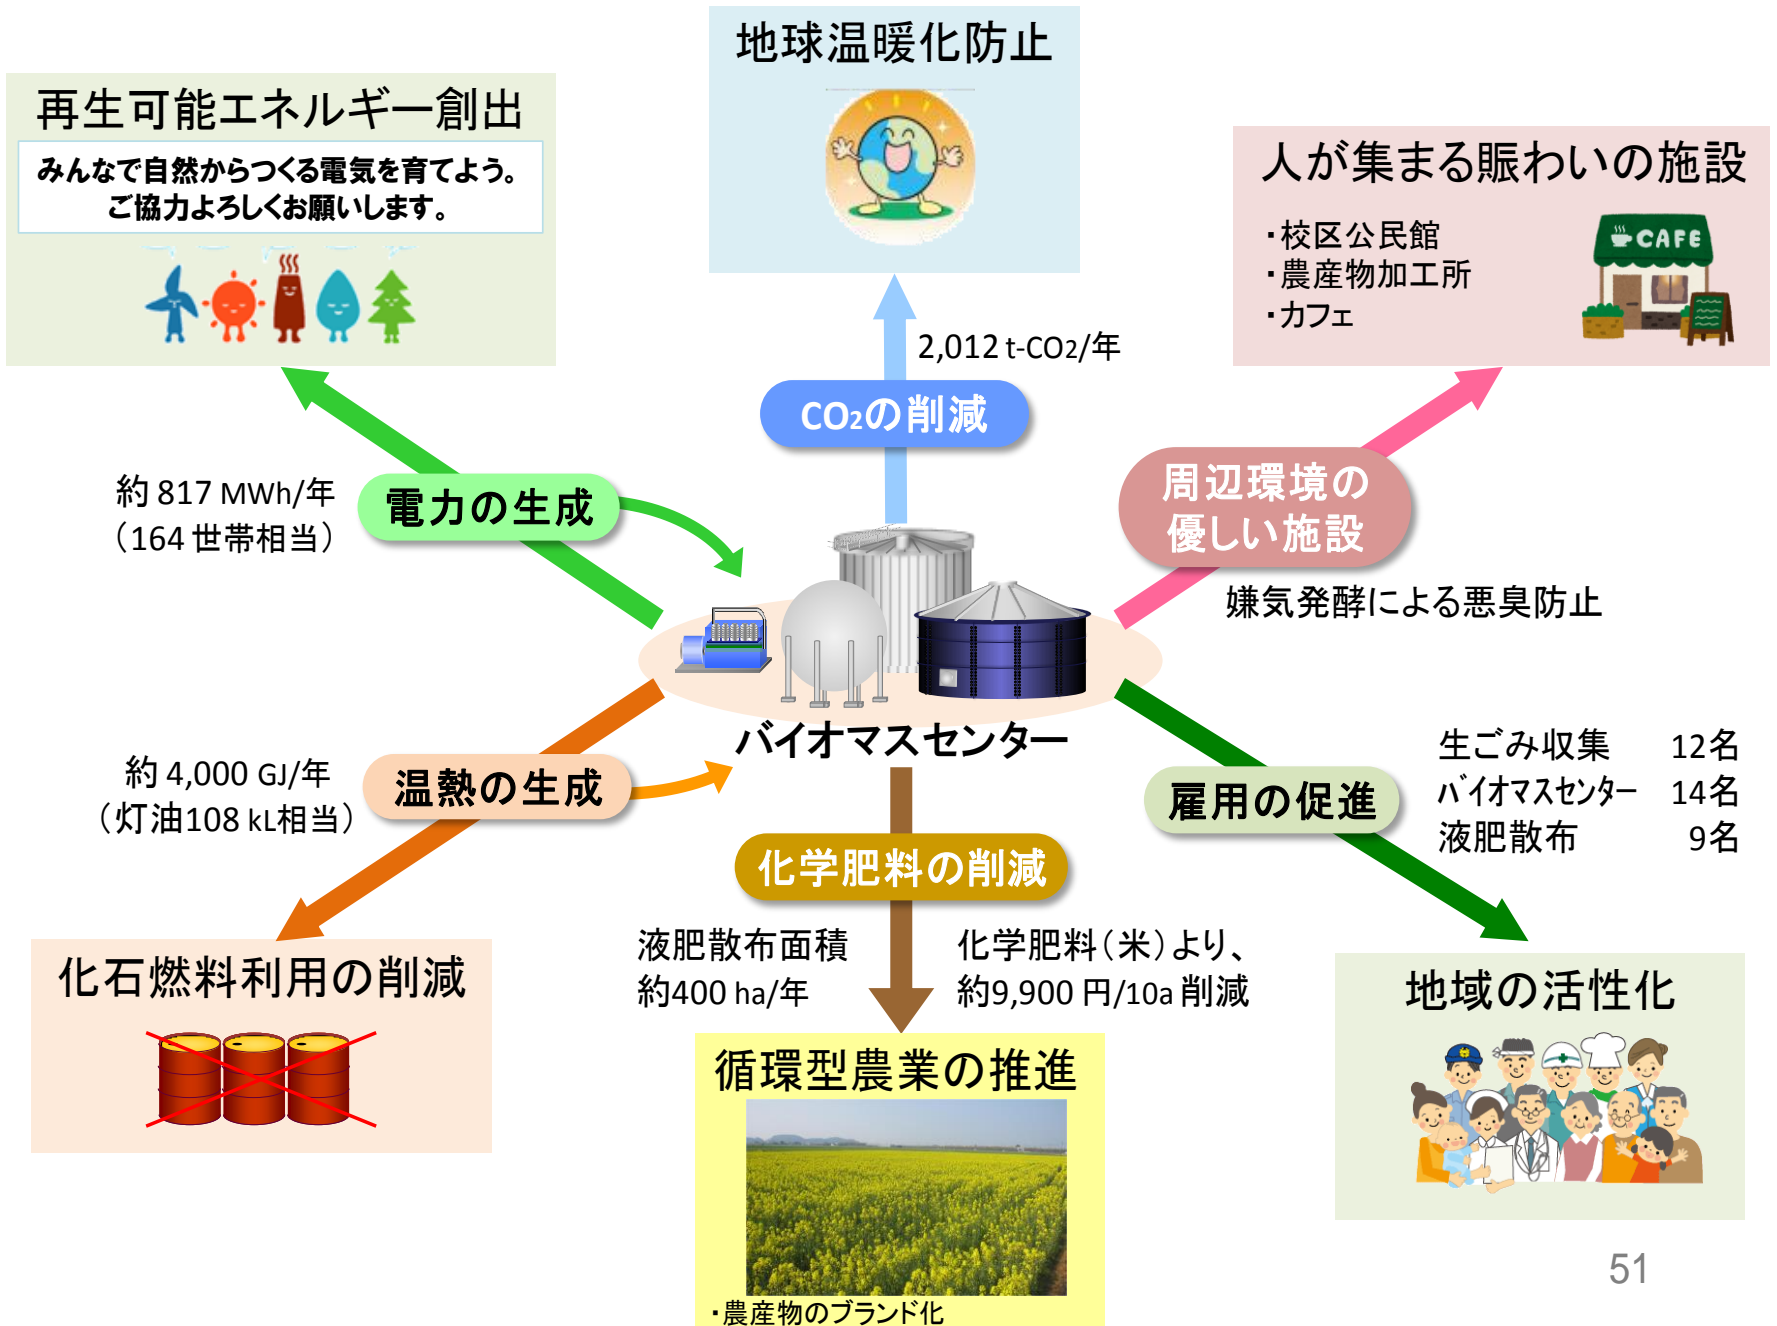 地球温暖化防止
再生可能エネルギー創出
みんなで自然からつくる電気を育てよう。
ご協力よろしくお願いします。
人が集まる賑わいの施設
・校区公民館
・農産物加工所
・カフェ
CAFE
2,012 t-CO2/年
CO2の削減
約 817 MWh/年
（164 世帯相当）
電力の生成
周辺環境の
優しい施設
嫌気発酵による悪臭防止
バイオマスセンター
約 4,000 GJ/年
（灯油108 kL相当）
温熱の生成
雇用の促進
生ごみ収集 12名
バイオマスセンター 14名
液肥散布 9名
化学肥料の削減
液肥散布面積
約400 ha/年
化学肥料（米）より、
約9,900 円/10a 削減
化石燃料利用の削減
地域の活性化
循環型農業の推進
・農産物のブランド化
51